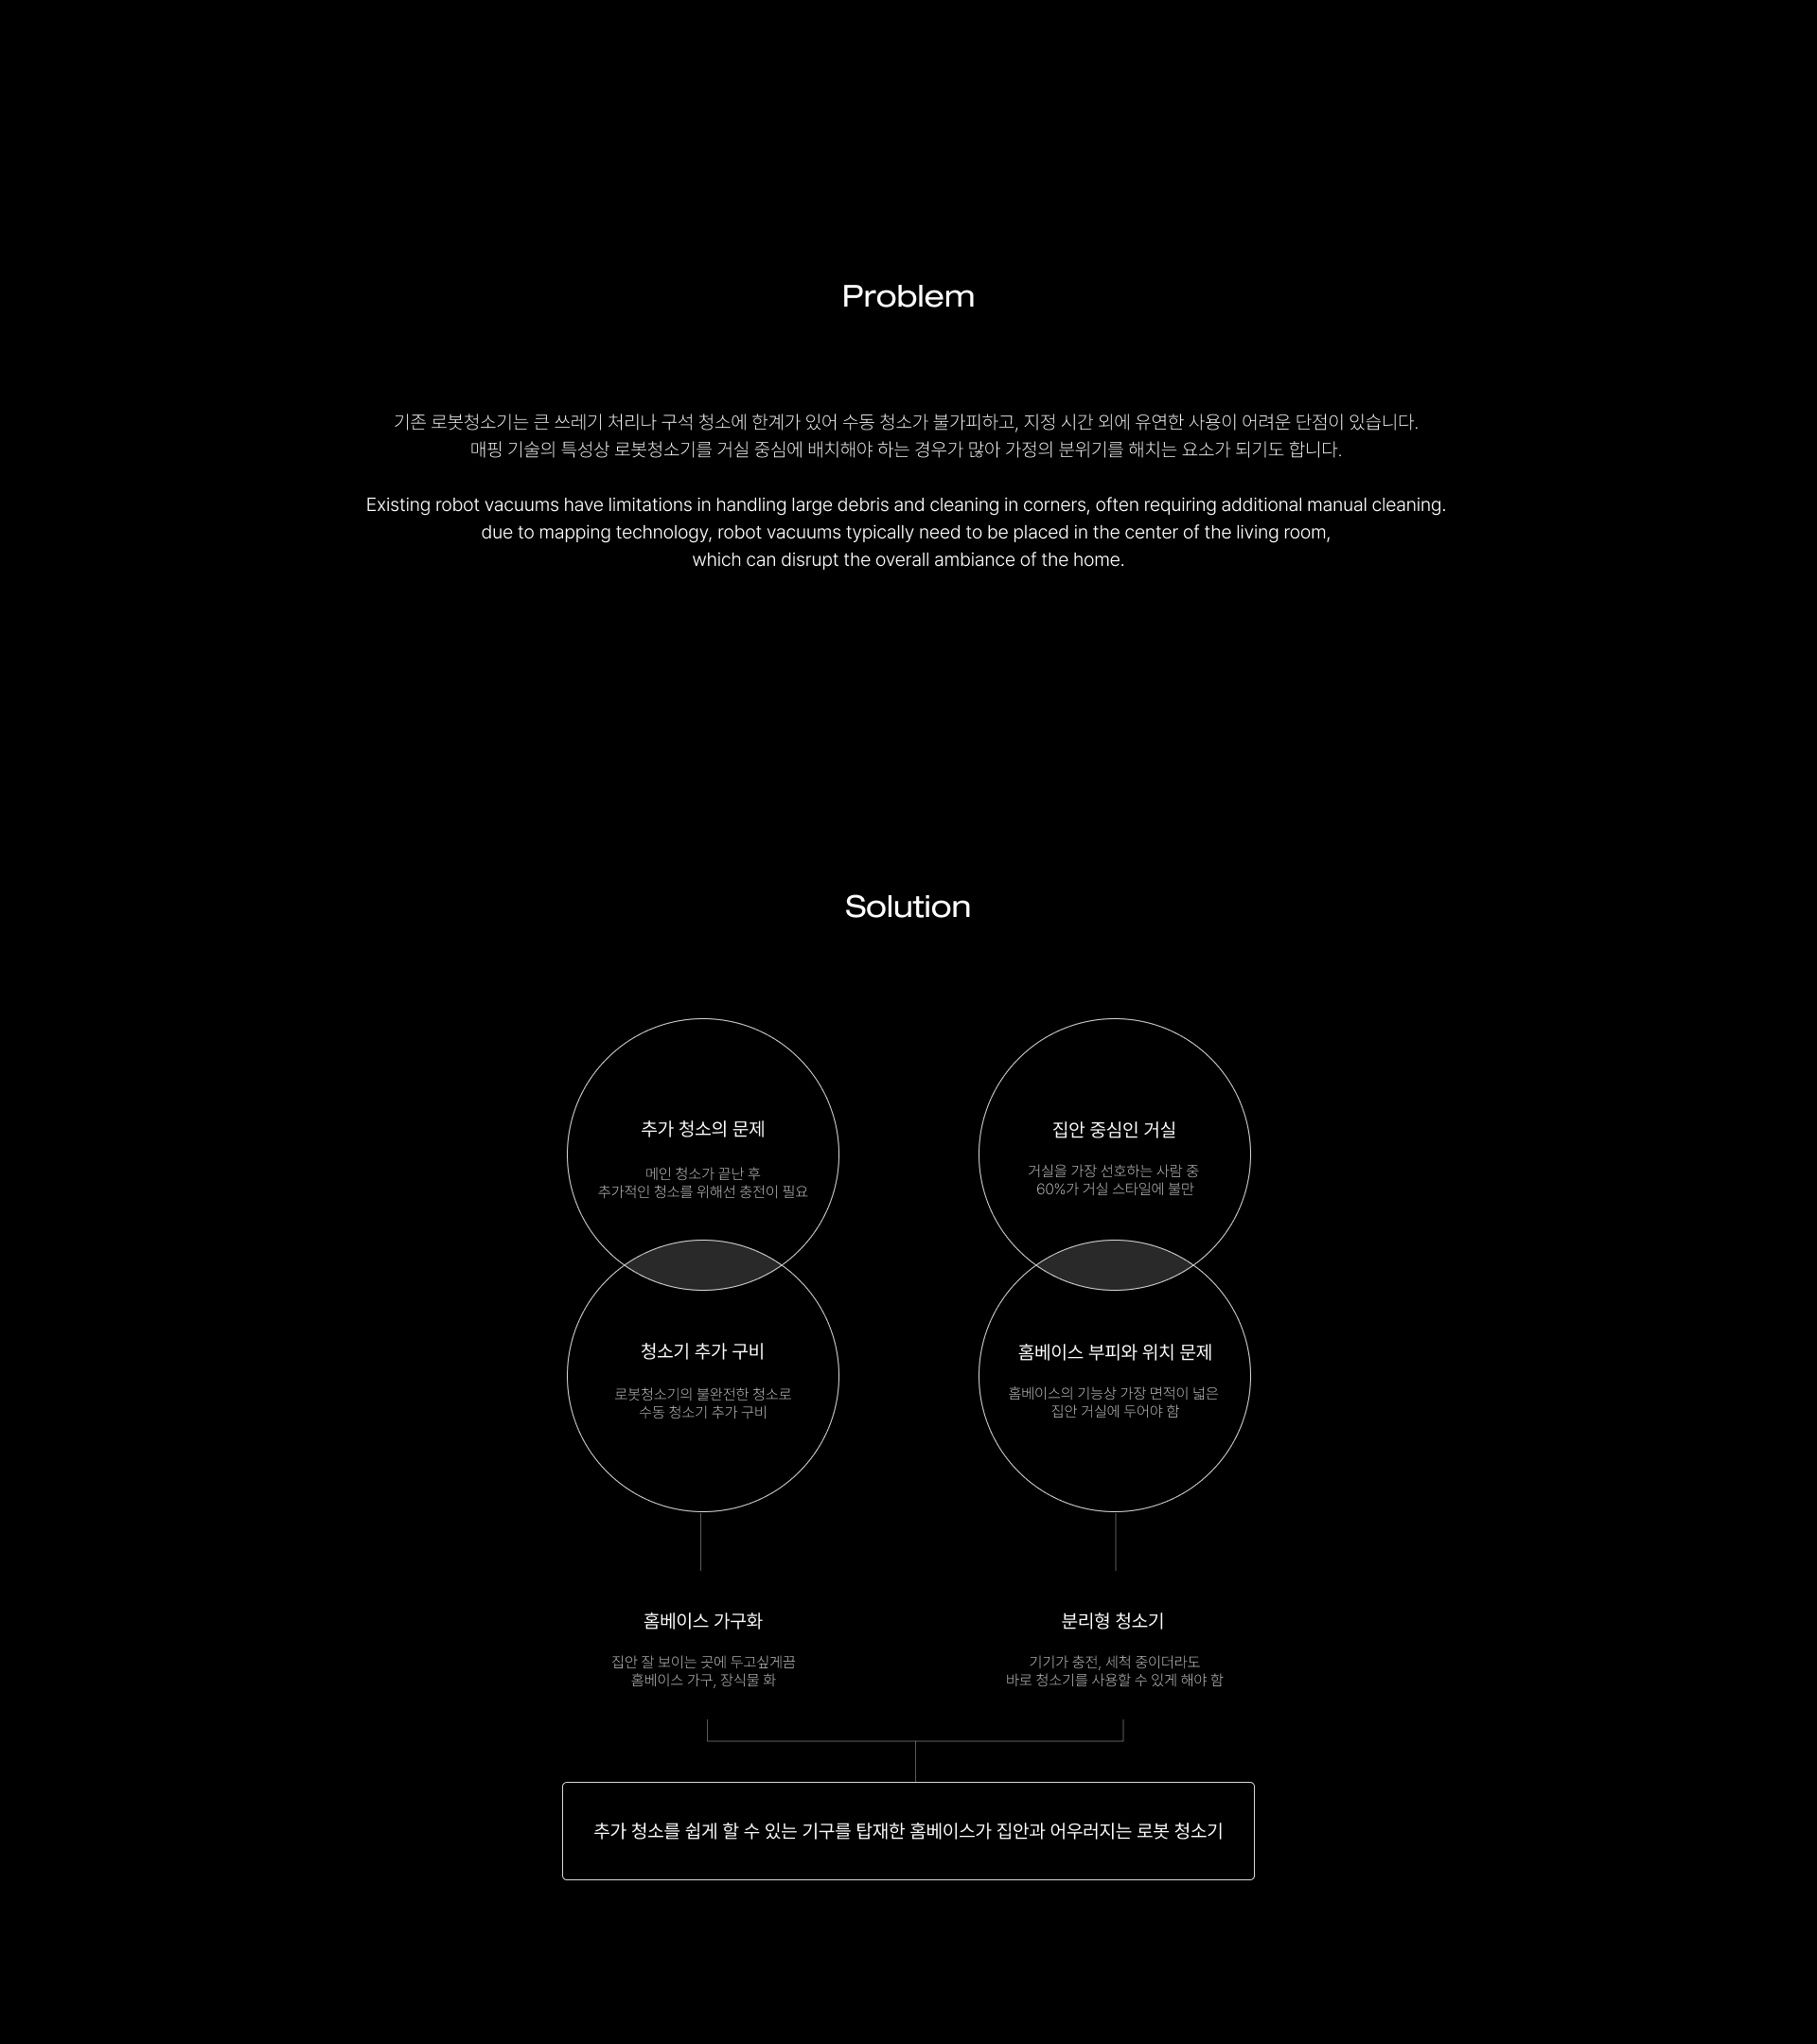 Problem
기존 로봇청소기는 큰 쓰레기 처리나 구석 청소에 한계가 있어 수동 청소가 불가피하고, 지정 시간 외에 유연한 사용이 어려운 단점이 있습니다.
매핑 기술의 특성상 로봇청소기를 거실 중심에 배치해야 하는 경우가 많아 가정의 분위기를 해치는 요소가 되기도 합니다.
Existing robot vacuums have limitations in handling large debris and cleaning in corners, often requiring additional manual cleaning.
due to mapping technology, robot vacuums typically need to be placed in the center of the living room,
which can disrupt the overall ambiance of the home.
Solution
추가 청소의 문제
메인 청소가 끝난 후
추가적인 청소를 위해선 충전이 필요
청소기 추가 구비
로봇청소기의 불완전한 청소로
수동 청소기 추가 구비
집안 중심인 거실
거실을 가장 선호하는 사람 중
60%가 거실 스타일에 불만
홈베이스 부피와 위치 문제
홈베이스의 기능상 가장 면적이 넓은
집안 거실에 두어야 함
홈베이스 가구화
집안 잘 보이는 곳에 두고싶게끔
홈베이스 가구, 장식물 화
분리형 청소기
기기가 충전, 세척 중이더라도
바로 청소기를 사용할 수 있게 해야 함
추가 청소를 쉽게 할 수 있는 기구를 탑재한 홈베이스가 집안과 어우러지는 로봇 청소기